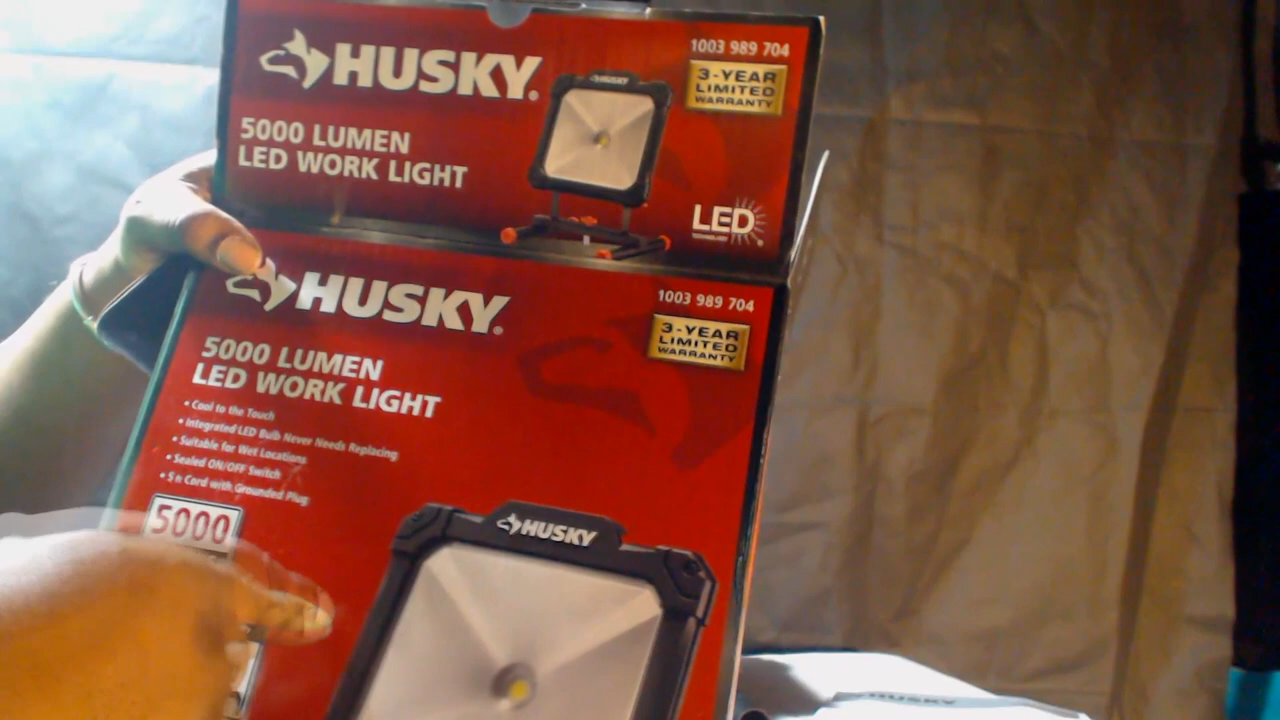 HUSKY®
1003 989 704
3-YEAR
LIMITED
WARRANTY
5000 LUMEN
LED WORK LIGHT
HUSKY
LED
TECHNOLOGY
HUSKY®
1003 989 704
3-YEAR
LIMITED
WARRANTY
5000 LUMEN
LED WORK LIGHT
• Cool to the Touch
• Integrated LED Bulb Never Needs Replacing
• Suitable for Wet Locations
• Sealed ON/OFF Switch
• 5 ft Cord with Grounded Plug
5000
HUSKY
HUSKY